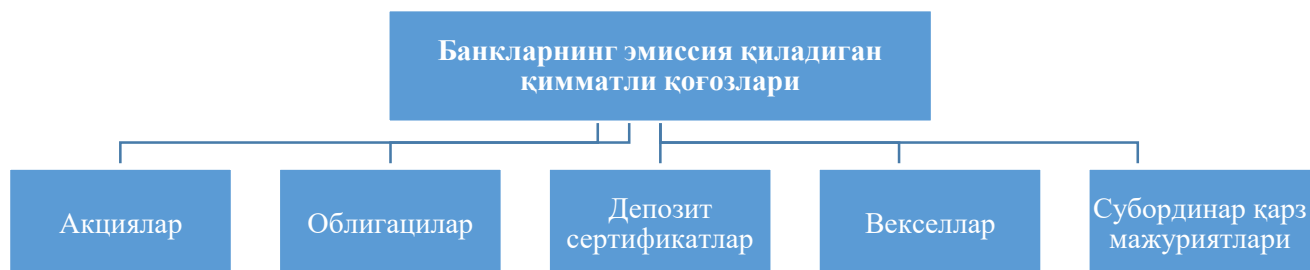 Банкларнинг эмиссия қиладиган
қимматли қоғозлари
Акциялар
Облигацилар
Депозит
сертификатлар
Векселлар
Субординар қарз
мажуриятлари